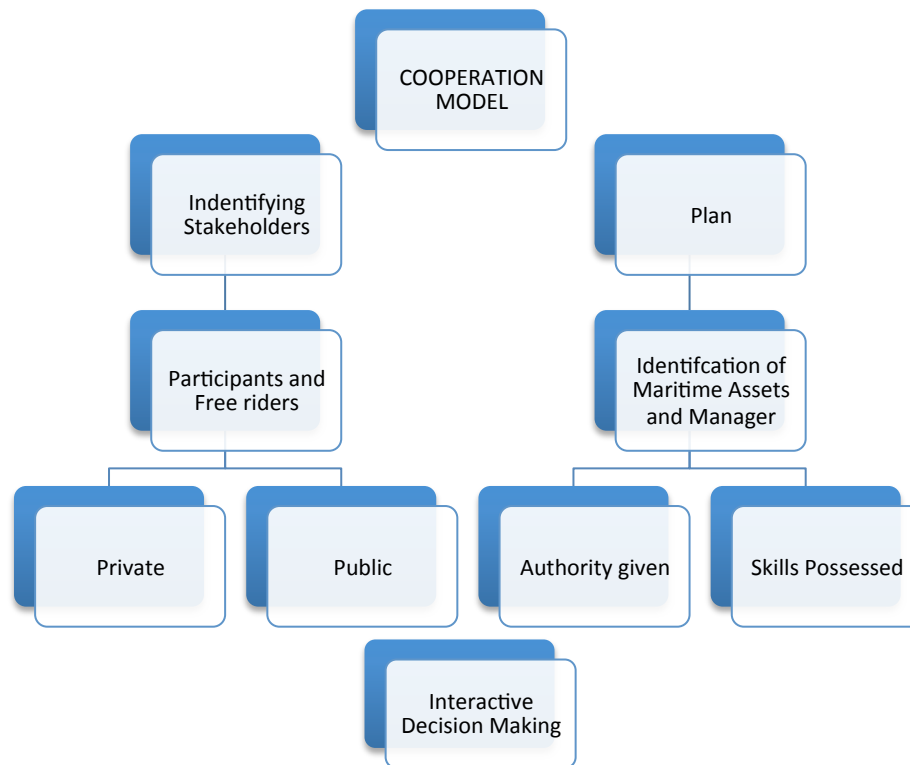 COOPERATION
MODEL
Indentifying
Stakeholders
Plan
Participants and
Free riders
Identifcation of
Maritime Assets
and Manager
Private
Public
Authority given
Skills Possessed
Interactive
Decision Making